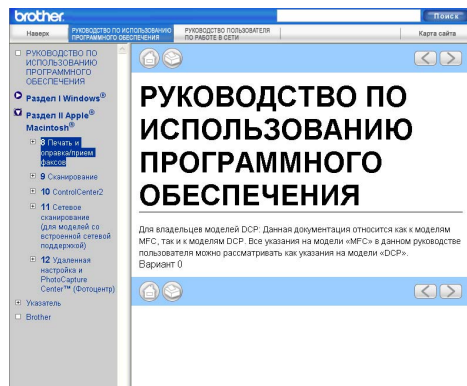 brother.
Поиск
Наверх
РУКОВОДСТВО ПО ИСПОЛЬЗОВАНИЮ
ПРОГРАММНОГО ОБЕСПЕЧЕНИЯ
РУКОВОДСТВО ПОЛЬЗОВАТЕЛЯ
ПО РАБОТЕ В СЕТИ
Карта сайта
РУКОВОДСТВО ПО
ИСПОЛЬЗОВАНИЮ
ПРОГРАММНОГО
ОБЕСПЕЧЕНИЯ
Раздел I Windows®
Раздел II Apple®
Macintosh®
8 Печать и
оправка/прием
факсов
9 Сканирование
10 ControlCenter2
11 Сетевое
сканирование
(для моделей со
встроенной сетевой
поддержкой)
12 Удаленная
настройка и
PhotoCapture
Center™ (Фотоцентр)
Указатель
Brother
РУКОВОДСТВО ПО
ИСПОЛЬЗОВАНИЮ
ПРОГРАММНОГО
ОБЕСПЕЧЕНИЯ
Для владельцев моделей DCP: Данная документация относится как к моделям
MFC, так и к моделям DCP. Все указания на модели «MFC» в данном руководстве
пользователя можно рассматривать как указания на модели «DCP».
Вариант 0